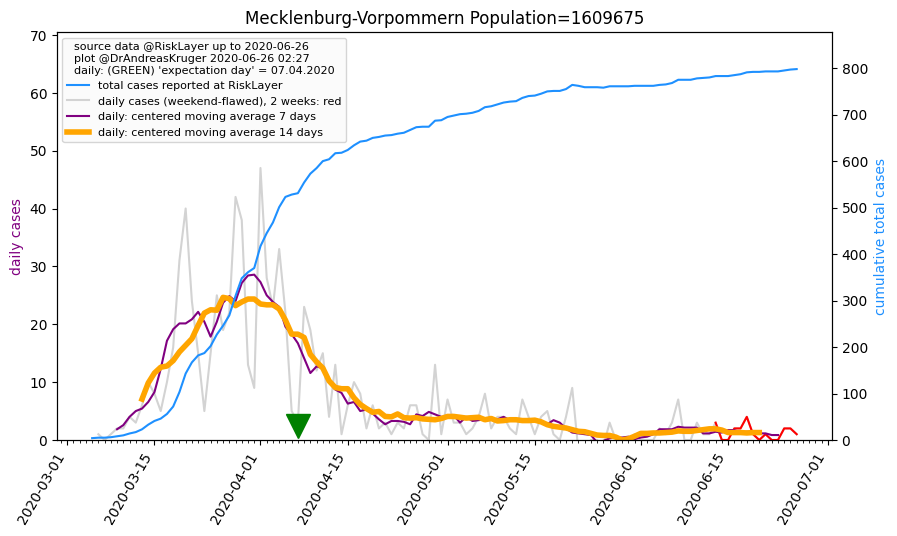 Mecklenburg-Vorpommern Population=1609675
source data @RiskLayer up to 2020-06-26
plot @DrAndreasKruger 2020-06-26 02:27
daily: (GREEN) 'expectation day' = 07.04.2020
total cases reported at RiskLayer
daily cases (weekend-flawed), 2 weeks: red
daily: centered moving average 7 days
daily: centered moving average 14 days
daily cases
70
60
50
40
30
20
10
0
cumulative total cases
800
700
600
500
400
300
200
100
0
2020-03-01
2020-03-15
2020-04-01
2020-04-15
2020-05-01
2020-05-15
2020-06-01
2020-06-15
2020-07-01